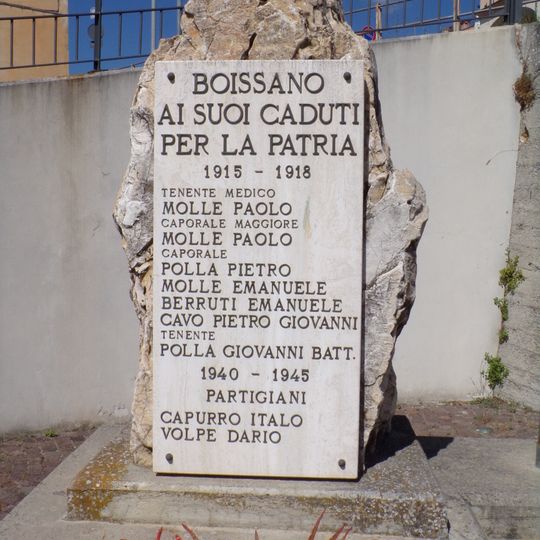 BOISSANO
AI SUOI CADUTI
PER LA PATRIA
1915 - 1918
TENENTE MEDICO
MOLLE PAOLO
CAPORALE MAGGIORE
MOLLE PAOLO
CAPORALE
POLLA PIETRO
MOLLE EMANUELE
BERRUTI EMANUELE
CAVO PIETRO GIOVANNI
TENENTE
POLLA GIOVANNI BATT.
1940 - 1945
PARTIGIANI
CAPURRO ITALO
VOLPE DARIO